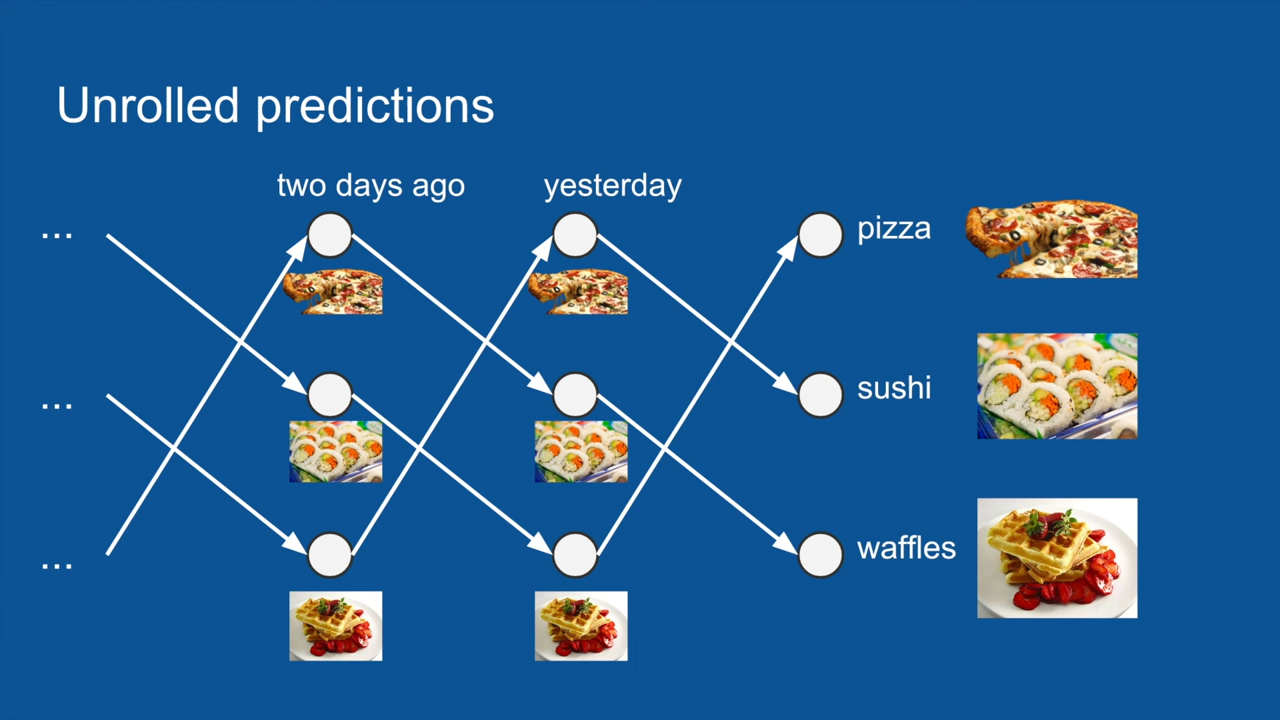 Unrolled predictions
two days ago
yesterday
... pizza
... sushi
... waffles